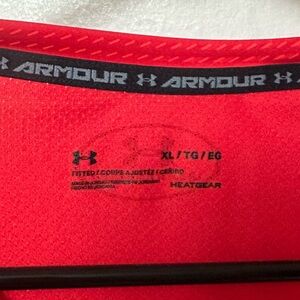 ARMOUR ARMOUR
XL / TG / EG
FITTED / COUPE AJUSTÉE / CEÑIDO
HEATGEAR